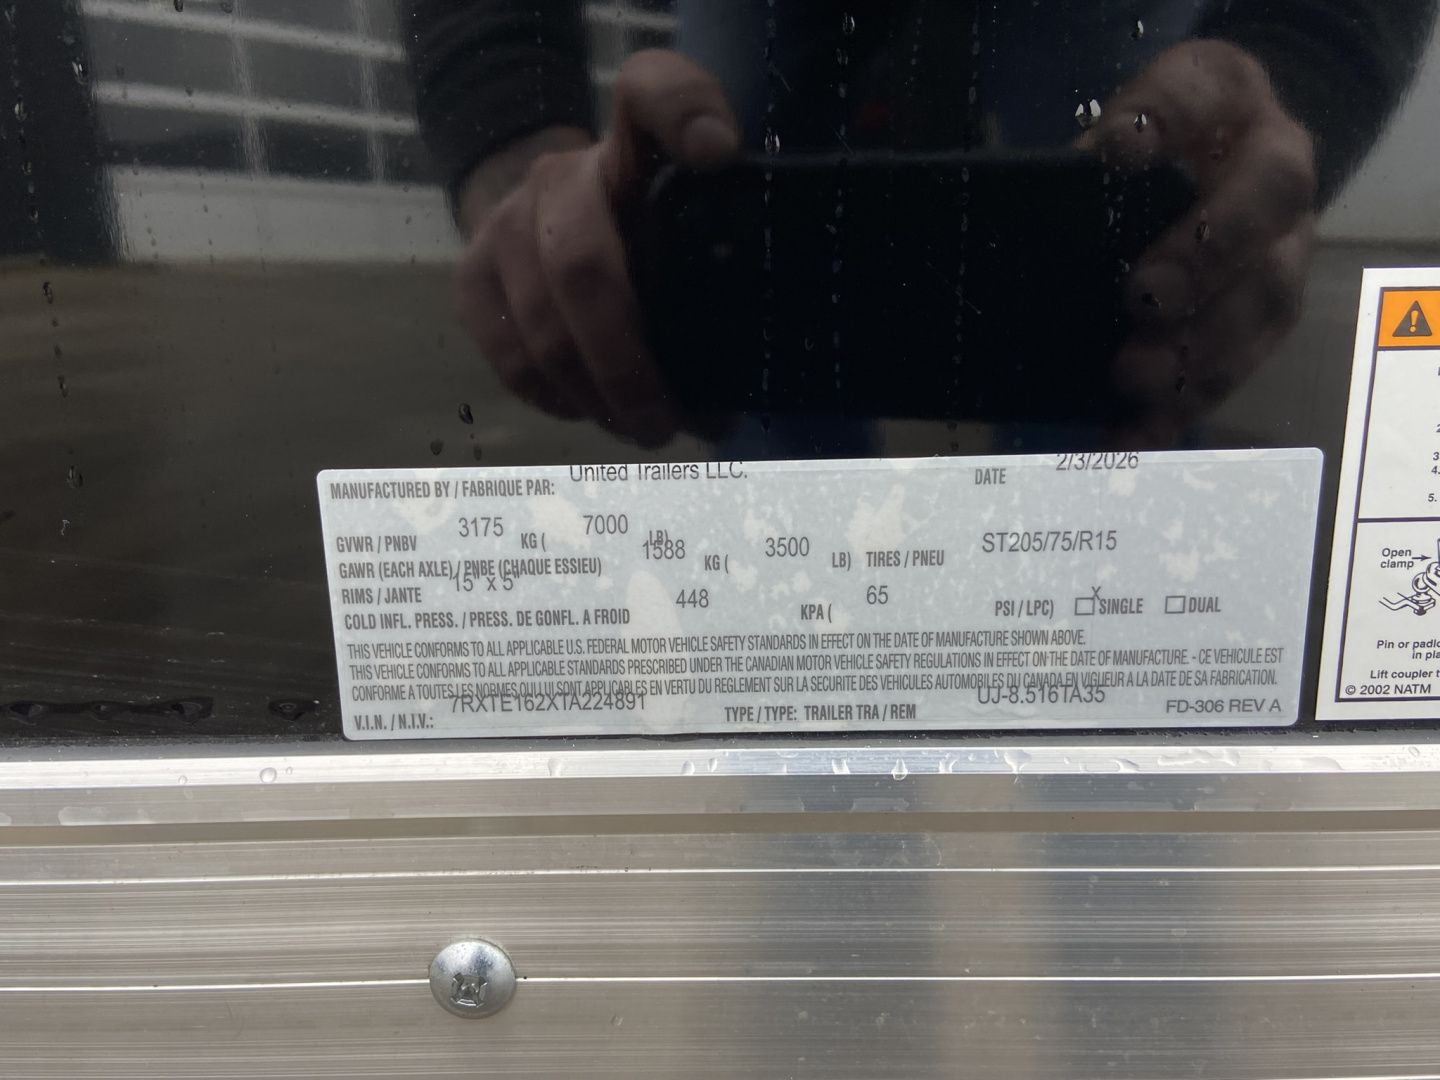 MANUFACTURED BY / FABRIQUE PAR: United Trailers LLC. DATE 2/3/2026
GVWR / PNBV 3175 KG ( 7000 LB)
GAWR (EACH AXLE) / PNBE (CHAQUE ESSIEU) 1588 KG ( 3500 LB) TIRES / PNEU ST205/75/R15
RIMS / JANTE 15" X 5"
COLD INFL. PRESS. / PRESS. DE GONFL. A FROID 448 KPA ( 65 PSI / LPC) X SINGLE DUAL
THIS VEHICLE CONFORMS TO ALL APPLICABLE U.S. FEDERAL MOTOR VEHICLE SAFETY STANDARDS IN EFFECT ON THE DATE OF MANUFACTURE SHOWN ABOVE.
THIS VEHICLE CONFORMS TO ALL APPLICABLE STANDARDS PRESCRIBED UNDER THE CANADIAN MOTOR VEHICLE SAFETY REGULATIONS IN EFFECT ON THE DATE OF MANUFACTURE. - CE VEHICULE EST
CONFORME A TOUTES LES NORMES QUI LUI SONT APPLICABLES EN VERTU DU REGLEMENT SUR LA SECURITE DES VEHICULES AUTOMOBILES DU CANADA EN VIGUEUR A LA DATE DE SA FABRICATION.
V.I.N. / N.I.V.: 7RXTE162XTA224891 TYPE / TYPE: TRAILER TRA / REM UJ-8.516TA35 FD-306 REV A
2.
3.
4.
5.
Open
clamp
Pin or
in
Lift coupler
© 2002 NATM